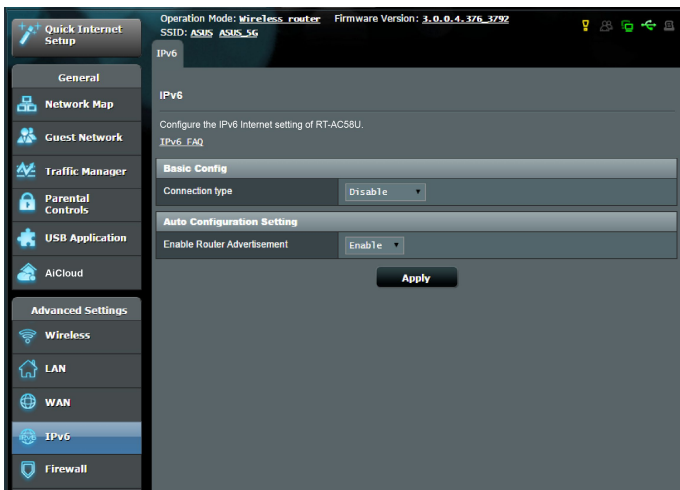 Quick Internet
Setup
Operation Mode: Wireless router Firmware Version: 3.0.0.4.376_3792
SSID: ASUS ASUS_5G
IPv6
General
Network Map
Guest Network
Traffic Manager
Parental
Controls
USB Application
AiCloud
Advanced Settings
Wireless
LAN
WAN
IPv6
Firewall
IPv6
Configure the IPv6 Internet setting of RT-AC58U.
IPv6 FAQ
Basic Config
Connection type Disable
Auto Configuration Setting
Enable Router Advertisement Enable
Apply